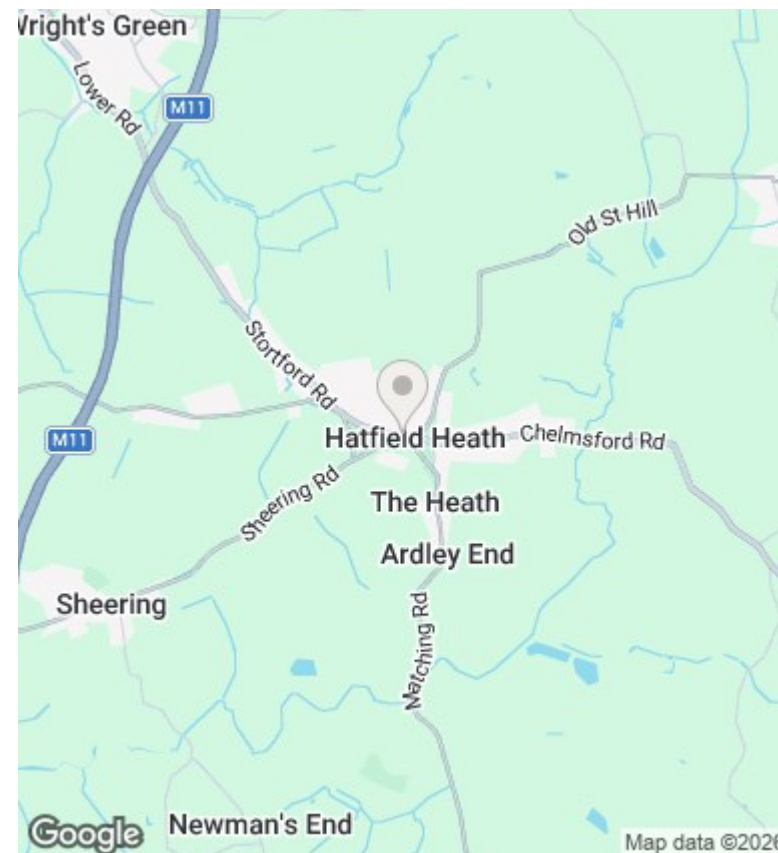 Wright's Green
Lower Rd
M11
Old St Hill
Stortford Rd
M11
Hatfield Heath
Chelmsford Rd
Sheering Rd
The Heath
Ardley End
Sheering
Matching Rd
Newman's End
Google
Map data ©2026